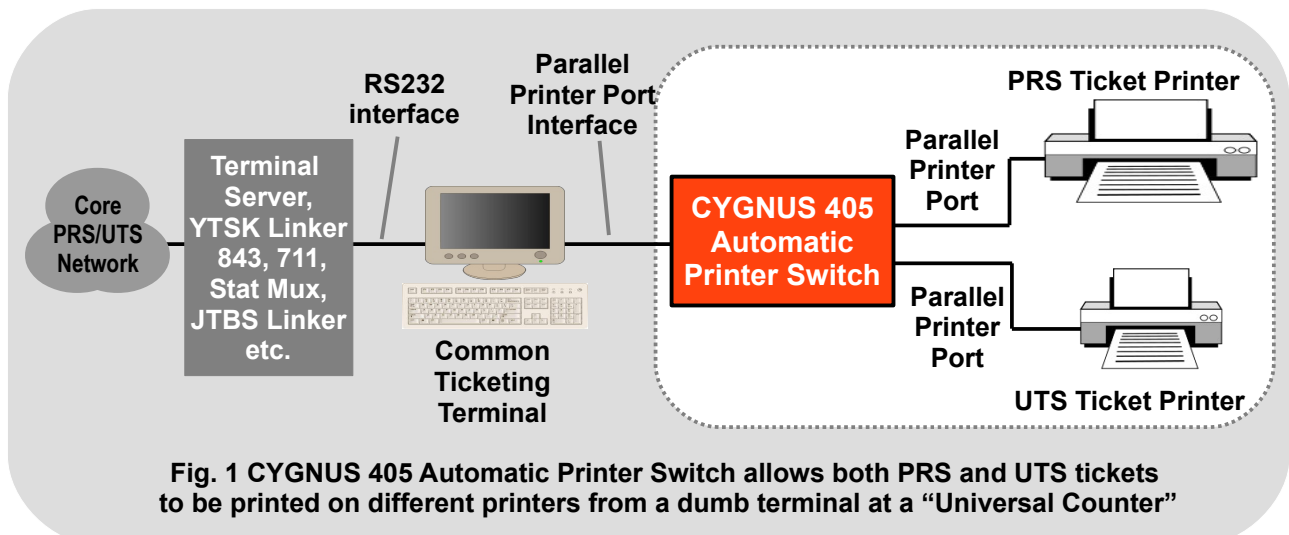 RS232
interface
Parallel
Printer Port
Interface
PRS Ticket Printer
Core
PRS/UTS
Network
Terminal
Server,
YTSK Linker
843, 711,
Stat Mux,
JTBS Linker
etc.
Common
Ticketing
Terminal
CYGNUS 405
Automatic
Printer Switch
Parallel
Printer
Port
Parallel
Printer
Port
UTS Ticket Printer
Fig. 1 CYGNUS 405 Automatic Printer Switch allows both PRS and UTS tickets
to be printed on different printers from a dumb terminal at a “Universal Counter”